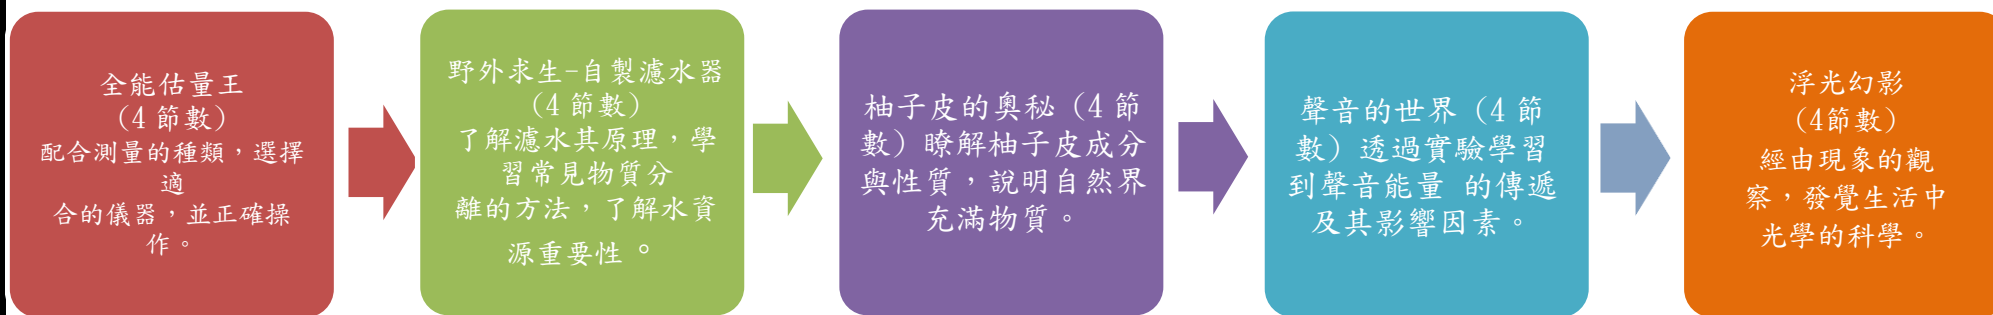 全能估量王
(4 節數)
配合測量的種類，選擇
適
合的儀器，並正確操
作。
野外求生-自製濾水器
(4 節數)
了解濾水其原理，學
習常見物質分
離的方法，了解水資
源重要性。
柚子皮的奧秘（4 節
數）瞭解柚子皮成分
與性質，說明自然界
充滿物質。
聲音的世界（4 節
數）透過實驗學習
到聲音能量 的傳遞
及其影響因素。
浮光幻影
(4節數)
經由現象的觀
察，發覺生活中
光學的科學。